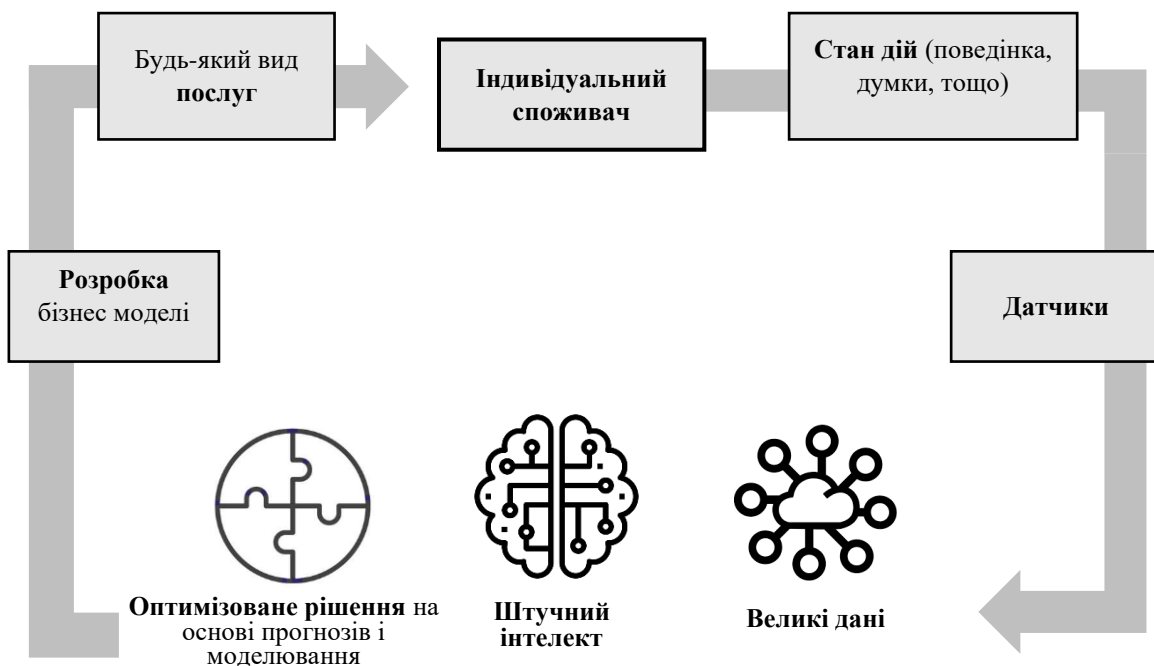 Будь-який вид
послуг
Індивідуальний
споживач
Стан дій (поведінка,
думки, тощо)
Розробка
бізнес моделі
Датчики
Оптимізоване рішення на
основі прогнозів і
моделювання
Штучний
інтелект
Великі дані